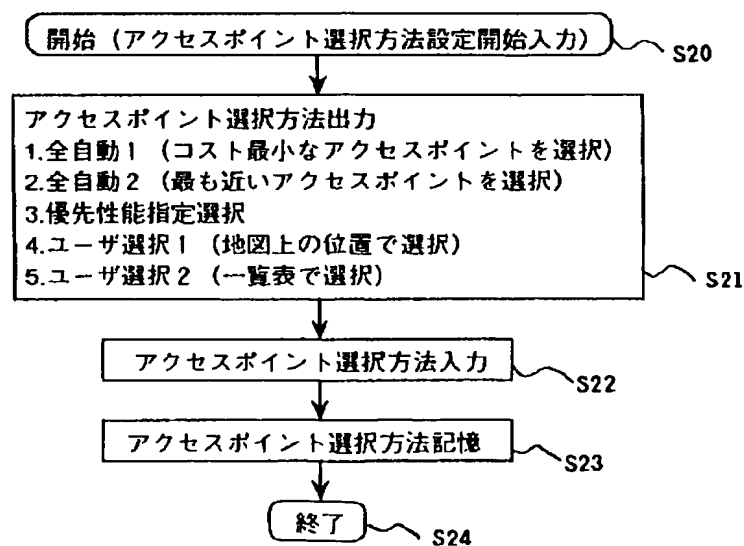 開始（アクセスポイント選択方法設定開始入力）
S20
アクセスポイント選択方法出力
1.全自動1（コスト最小なアクセスポイントを選択）
2.全自動2（最も近いアクセスポイントを選択）
3.優先性能指定選択
4.ユーザ選択1（地図上の位置で選択）
5.ユーザ選択2（一覧表で選択）
S21
アクセスポイント選択方法入力
S22
アクセスポイント選択方法記憶
S23
終了
S24